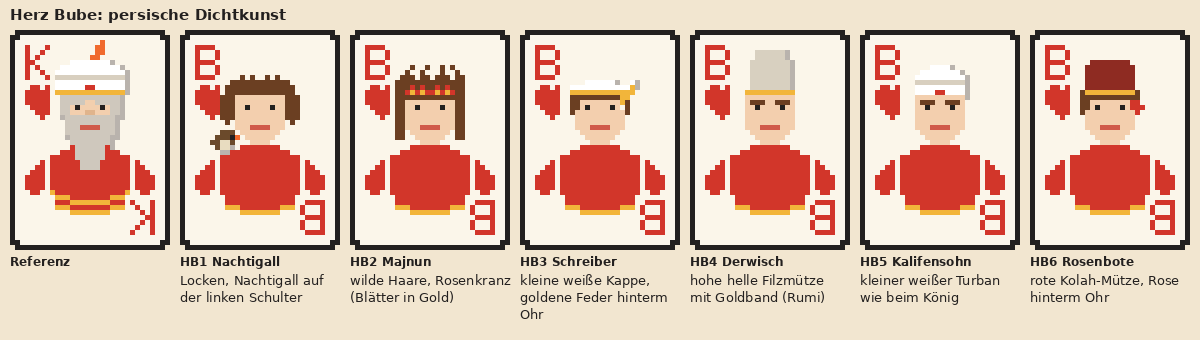 Herz Bube: persische Dichtkunst
K B B B B B B
K B B B B B B
Referenz
HB1 Nachtigall
Locken, Nachtigall auf
der linken Schulter
HB2 Majnun
wilde Haare, Rosenkranz
(Blätter in Gold)
HB3 Schreiber
kleine weiße Kappe,
goldene Feder hinterm
Ohr
HB4 Derwisch
hohe helle Filzmütze
mit Goldband (Rumi)
HB5 Kalifensohn
kleiner weißer Turban
wie beim König
HB6 Rosenbote
rote Kolah-Mütze, Rose
hinterm Ohr